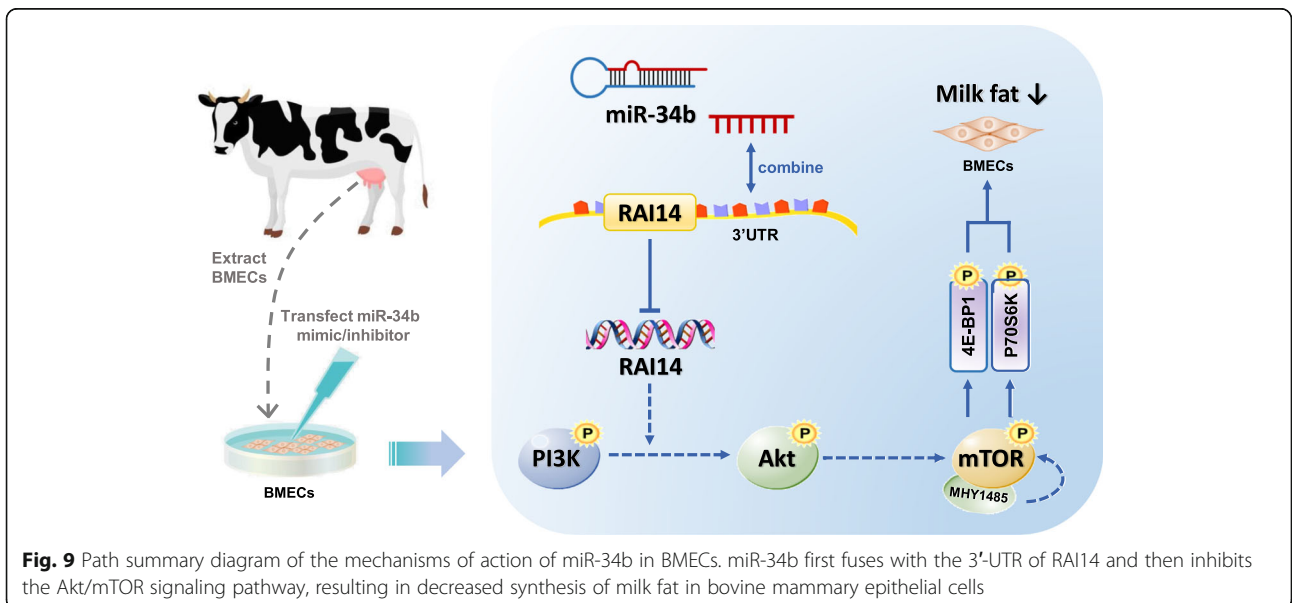 Extract
BMECs
Transfect miR-34b
mimic/inhibitor
BMECs
miR-34b
combine
RAI14
3'UTR
RAI14
PI3K
P
Akt
P
mTOR
P
MHY1485
4E-BP1
P
P70S6K
P
Milk fat ↓
BMECs
Fig. 9 Path summary diagram of the mechanisms of action of miR-34b in BMECs. miR-34b first fuses with the 3′-UTR of RAI14 and then inhibits
the Akt/mTOR signaling pathway, resulting in decreased synthesis of milk fat in bovine mammary epithelial cells